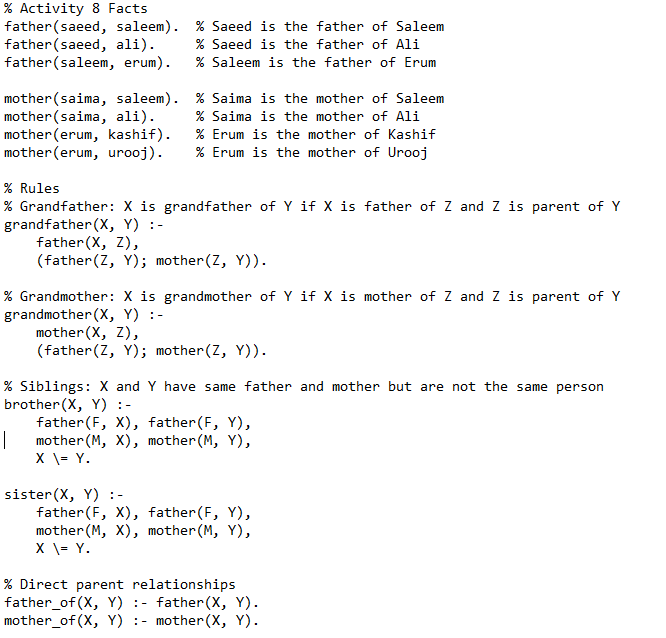 % Activity 8 Facts
father(saeed, saleem).  % Saeed is the father of Saleem
father(saeed, ali).     % Saeed is the father of Ali
father(saleem, erum).   % Saleem is the father of Erum

mother(saima, saleem).  % Saima is the mother of Saleem
mother(saima, ali).     % Saima is the mother of Ali
mother(erum, kashif).   % Erum is the mother of Kashif
mother(erum, urooj).    % Erum is the mother of Urooj

% Rules
% Grandfather: X is grandfather of Y if X is father of Z and Z is parent of Y
grandfather(X, Y) :-
    father(X, Z),
    (father(Z, Y); mother(Z, Y)).

% Grandmother: X is grandmother of Y if X is mother of Z and Z is parent of Y
grandmother(X, Y) :-
    mother(X, Z),
    (father(Z, Y); mother(Z, Y)).

% Siblings: X and Y have same father and mother but are not the same person
brother(X, Y) :-
    father(F, X), father(F, Y),
    mother(M, X), mother(M, Y),
    X \= Y.

sister(X, Y) :-
    father(F, X), father(F, Y),
    mother(M, X), mother(M, Y),
    X \= Y.

% Direct parent relationships
father_of(X, Y) :- father(X, Y).
mother_of(X, Y) :- mother(X, Y).